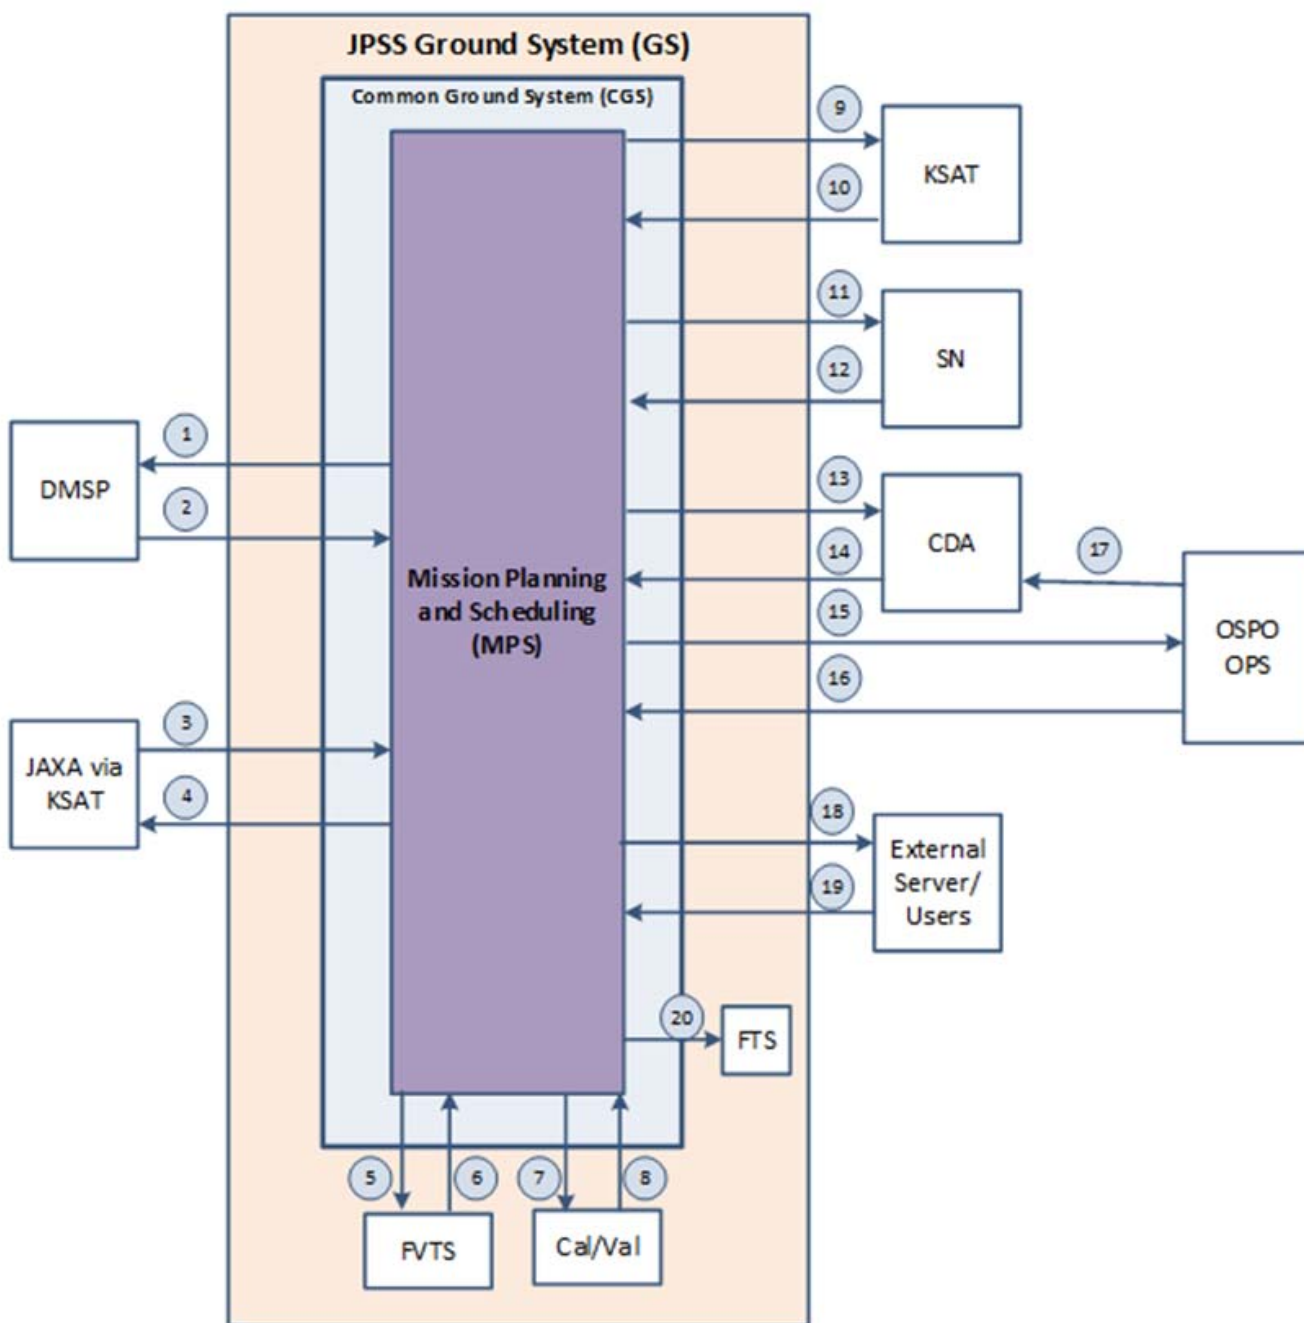 JPSS Ground System (GS)
Common Ground System (CGS)
9
KSAT
10
11
SN
12
1
DMSP
2
13
CDA
14
17
Mission Planning
and Scheduling
(MPS)
15
OSPO
OPS
16
3
JAXA via
KSAT
4
18
External
Server/
Users
19
20
FTS
5
6
7
8
FVTS
Cal/Val